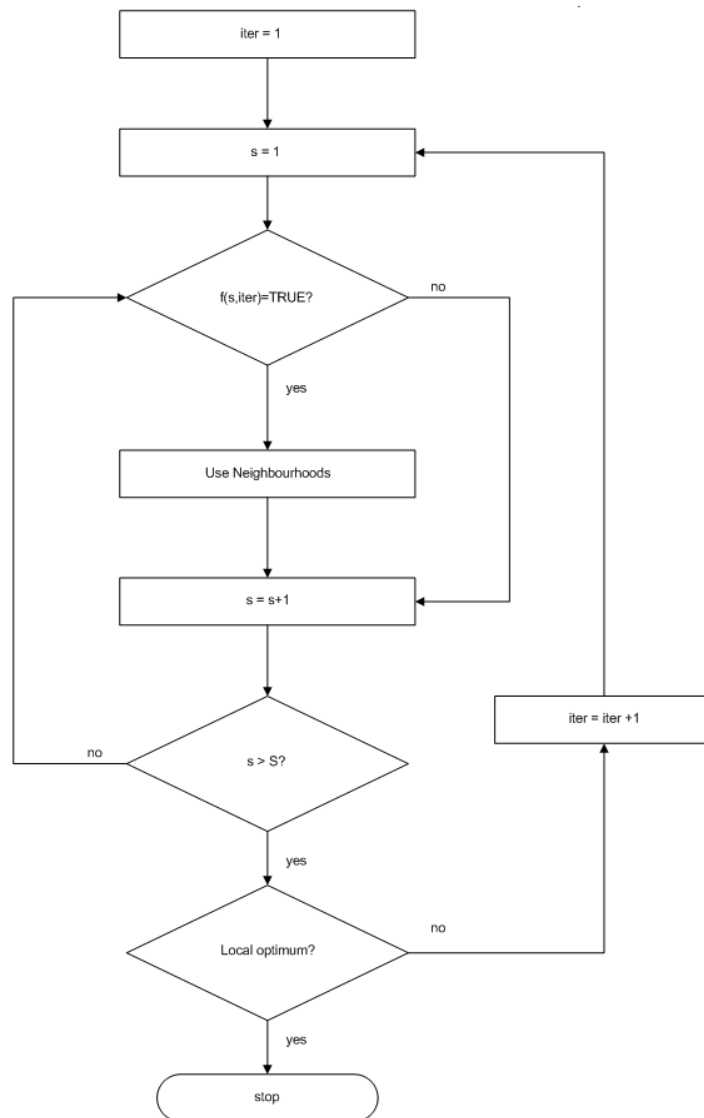 iter = 1
s = 1
f(s,iter)=TRUE?
no
yes
Use Neighbourhoods
s = s+1
iter = iter +1
no
s > S?
yes
Local optimum?
no
yes
stop